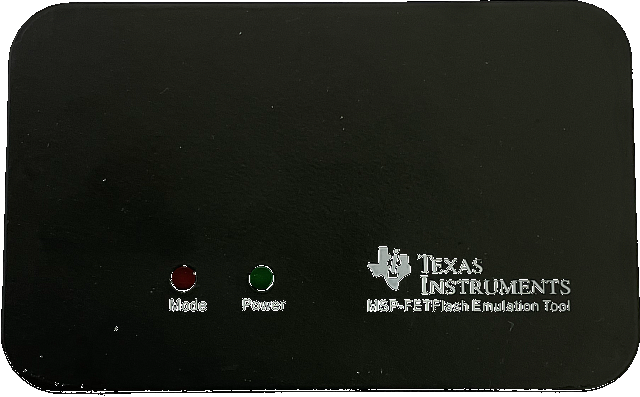 Mode
Power
TEXAS
INSTRUMENTS
MSP-FET Flash Emulation Tool